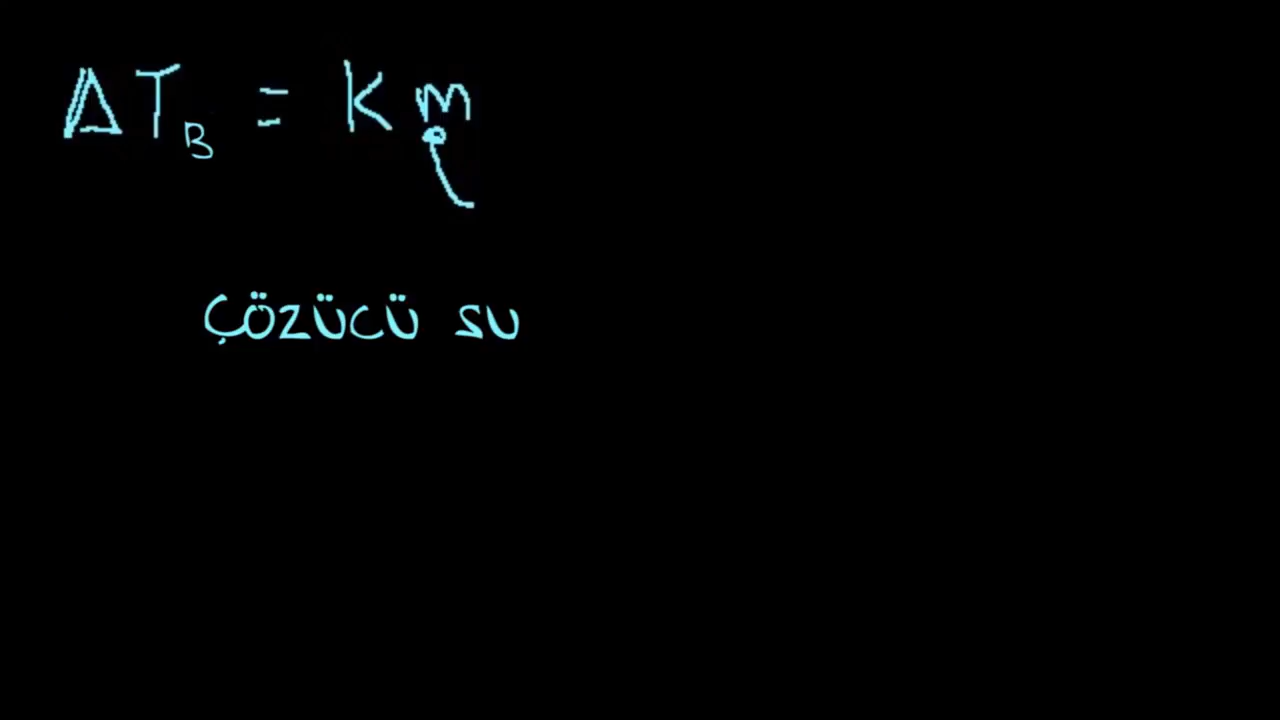 ΔT_B = K m
ÇÖZÜCÜ SU